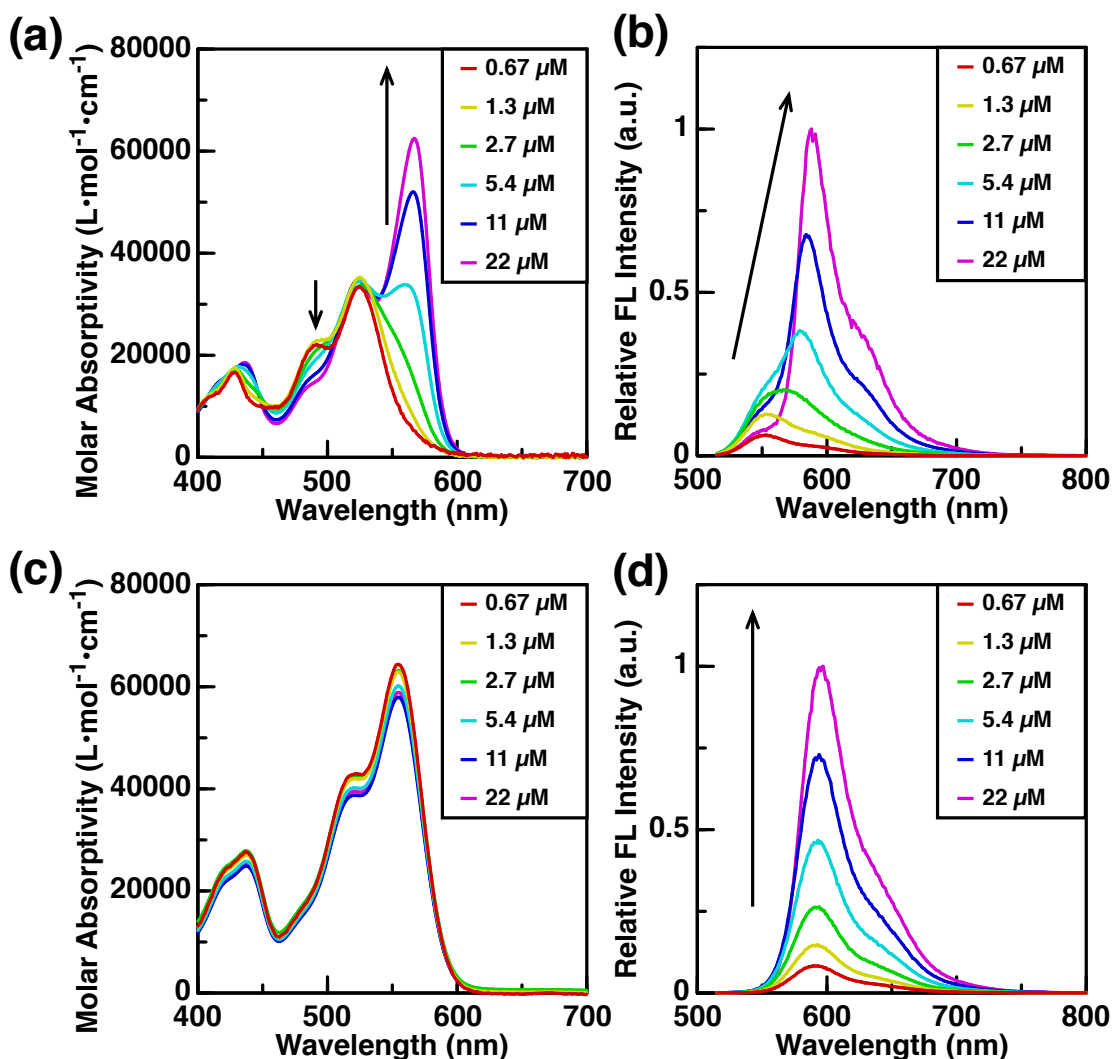 (a)
Molar Absorptivity (L•mol⁻¹•cm⁻¹)
80000
60000
40000
20000
0
400
500
600
700
Wavelength (nm)
0.67 µM
1.3 µM
2.7 µM
5.4 µM
11 µM
22 µM
(b)
Relative FL Intensity (a.u.)
1
0.5
0
500
600
700
800
Wavelength (nm)
0.67 µM
1.3 µM
2.7 µM
5.4 µM
11 µM
22 µM
(c)
Molar Absorptivity (L•mol⁻¹•cm⁻¹)
80000
60000
40000
20000
0
400
500
600
700
Wavelength (nm)
0.67 µM
1.3 µM
2.7 µM
5.4 µM
11 µM
22 µM
(d)
Relative FL Intensity (a.u.)
1
0.5
0
500
600
700
800
Wavelength (nm)
0.67 µM
1.3 µM
2.7 µM
5.4 µM
11 µM
22 µM